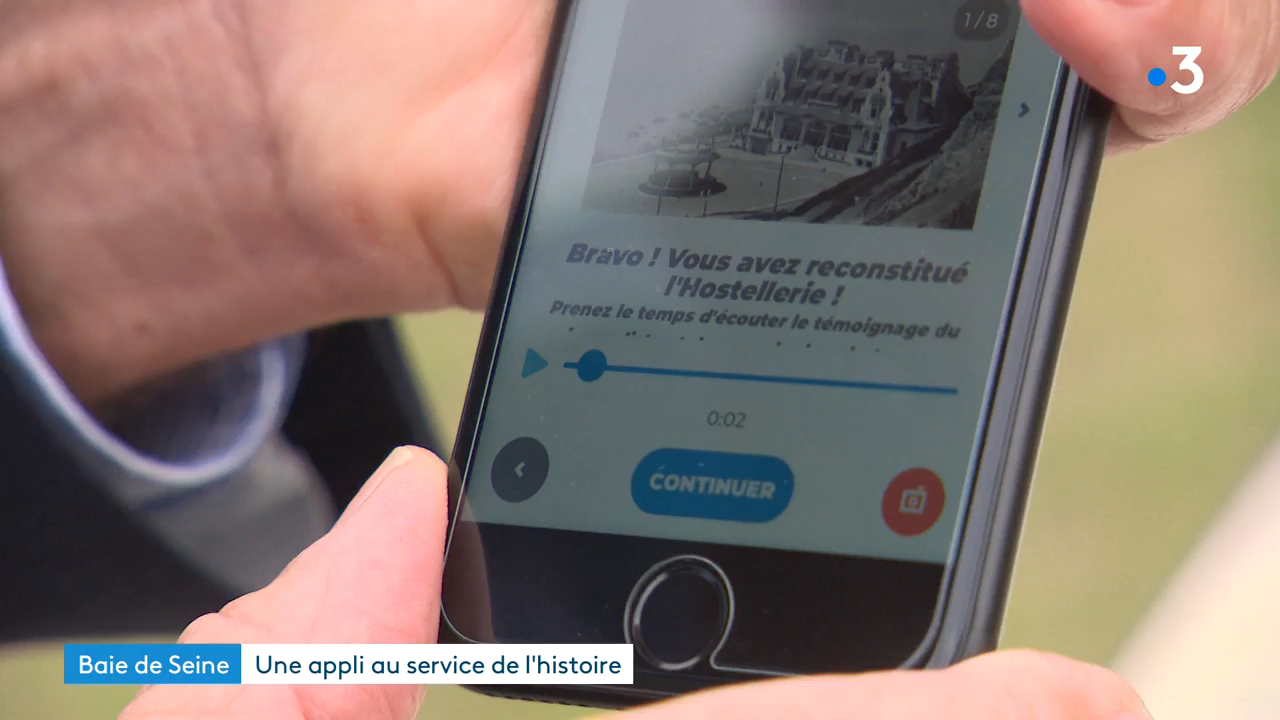 1/8
3
Bravo ! Vous avez reconstitué
l'Hostellerie !
Prenez le temps d'écouter le témoignage du
0:02
CONTINUER
Baie de Seine Une appli au service de l'histoire